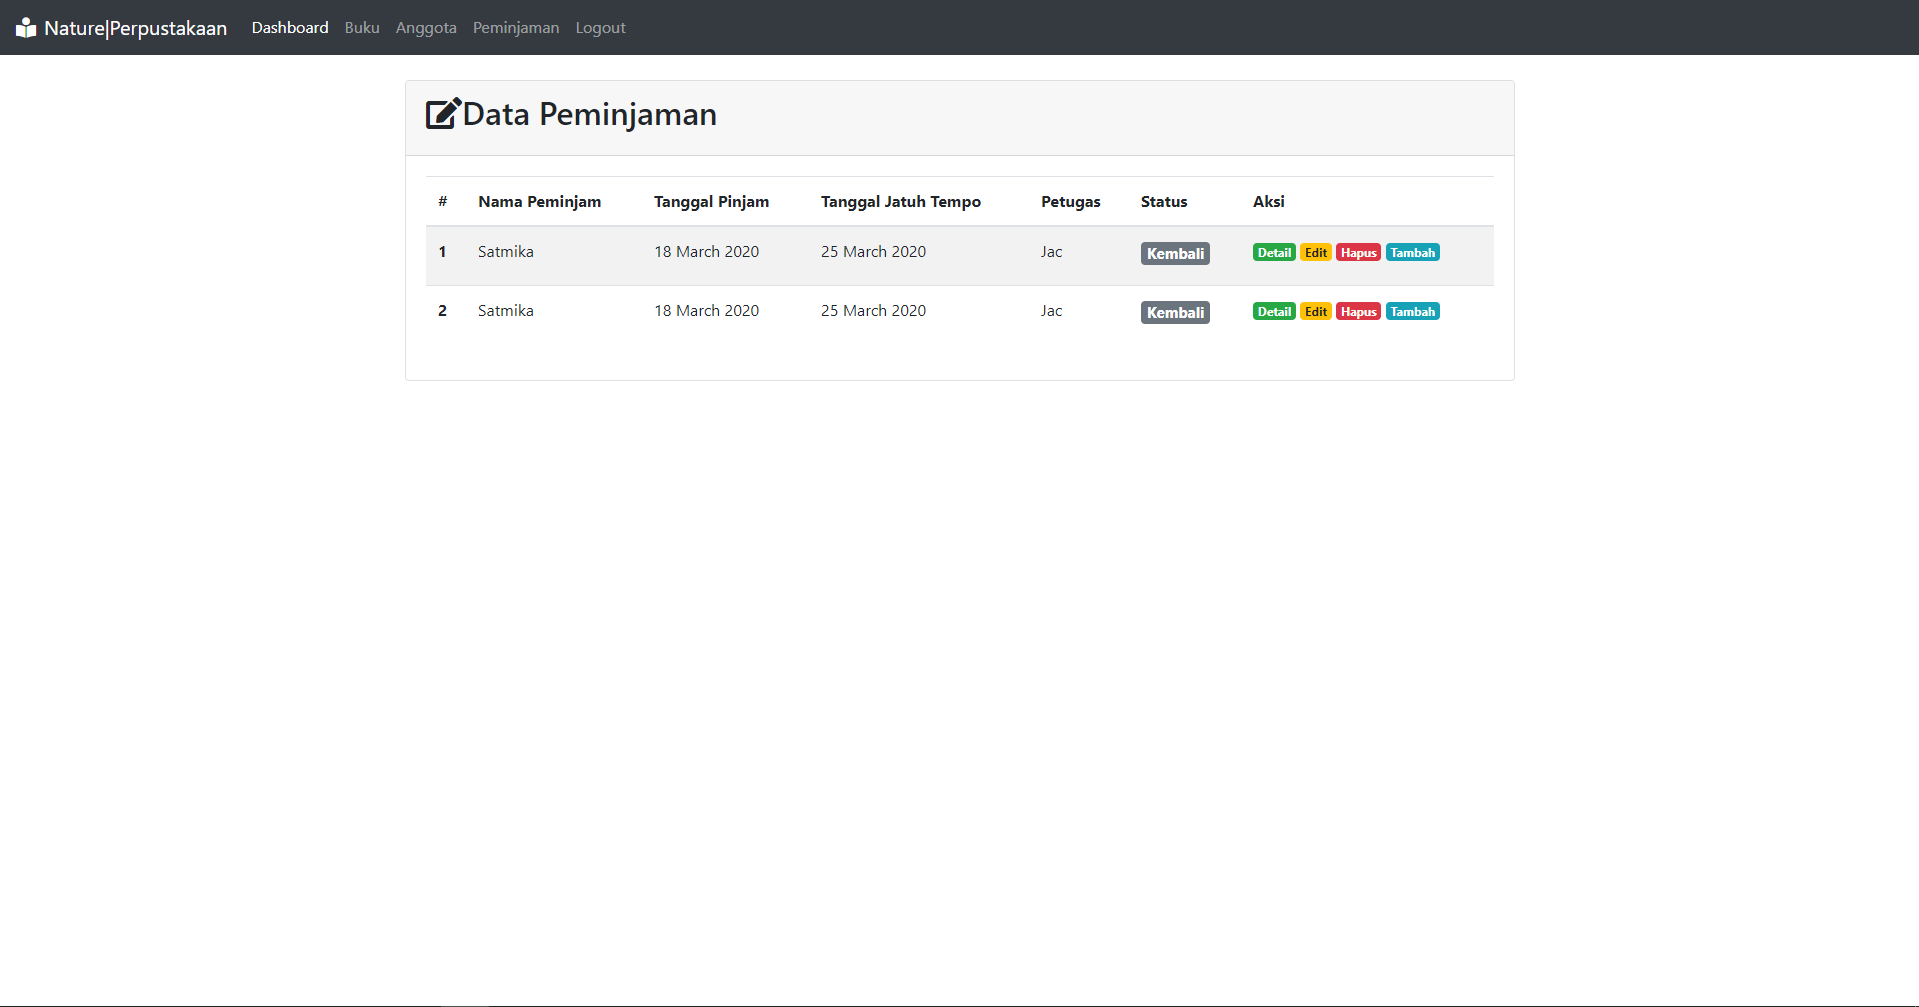 Nature|Perpustakaan Dashboard Buku Anggota Peminjaman Logout
Data Peminjaman
# Nama Peminjam Tanggal Pinjam Tanggal Jatuh Tempo Petugas Status Aksi
1 Satmika 18 March 2020 25 March 2020 Jac Kembali Detail Edit Hapus Tambah
2 Satmika 18 March 2020 25 March 2020 Jac Kembali Detail Edit Hapus Tambah